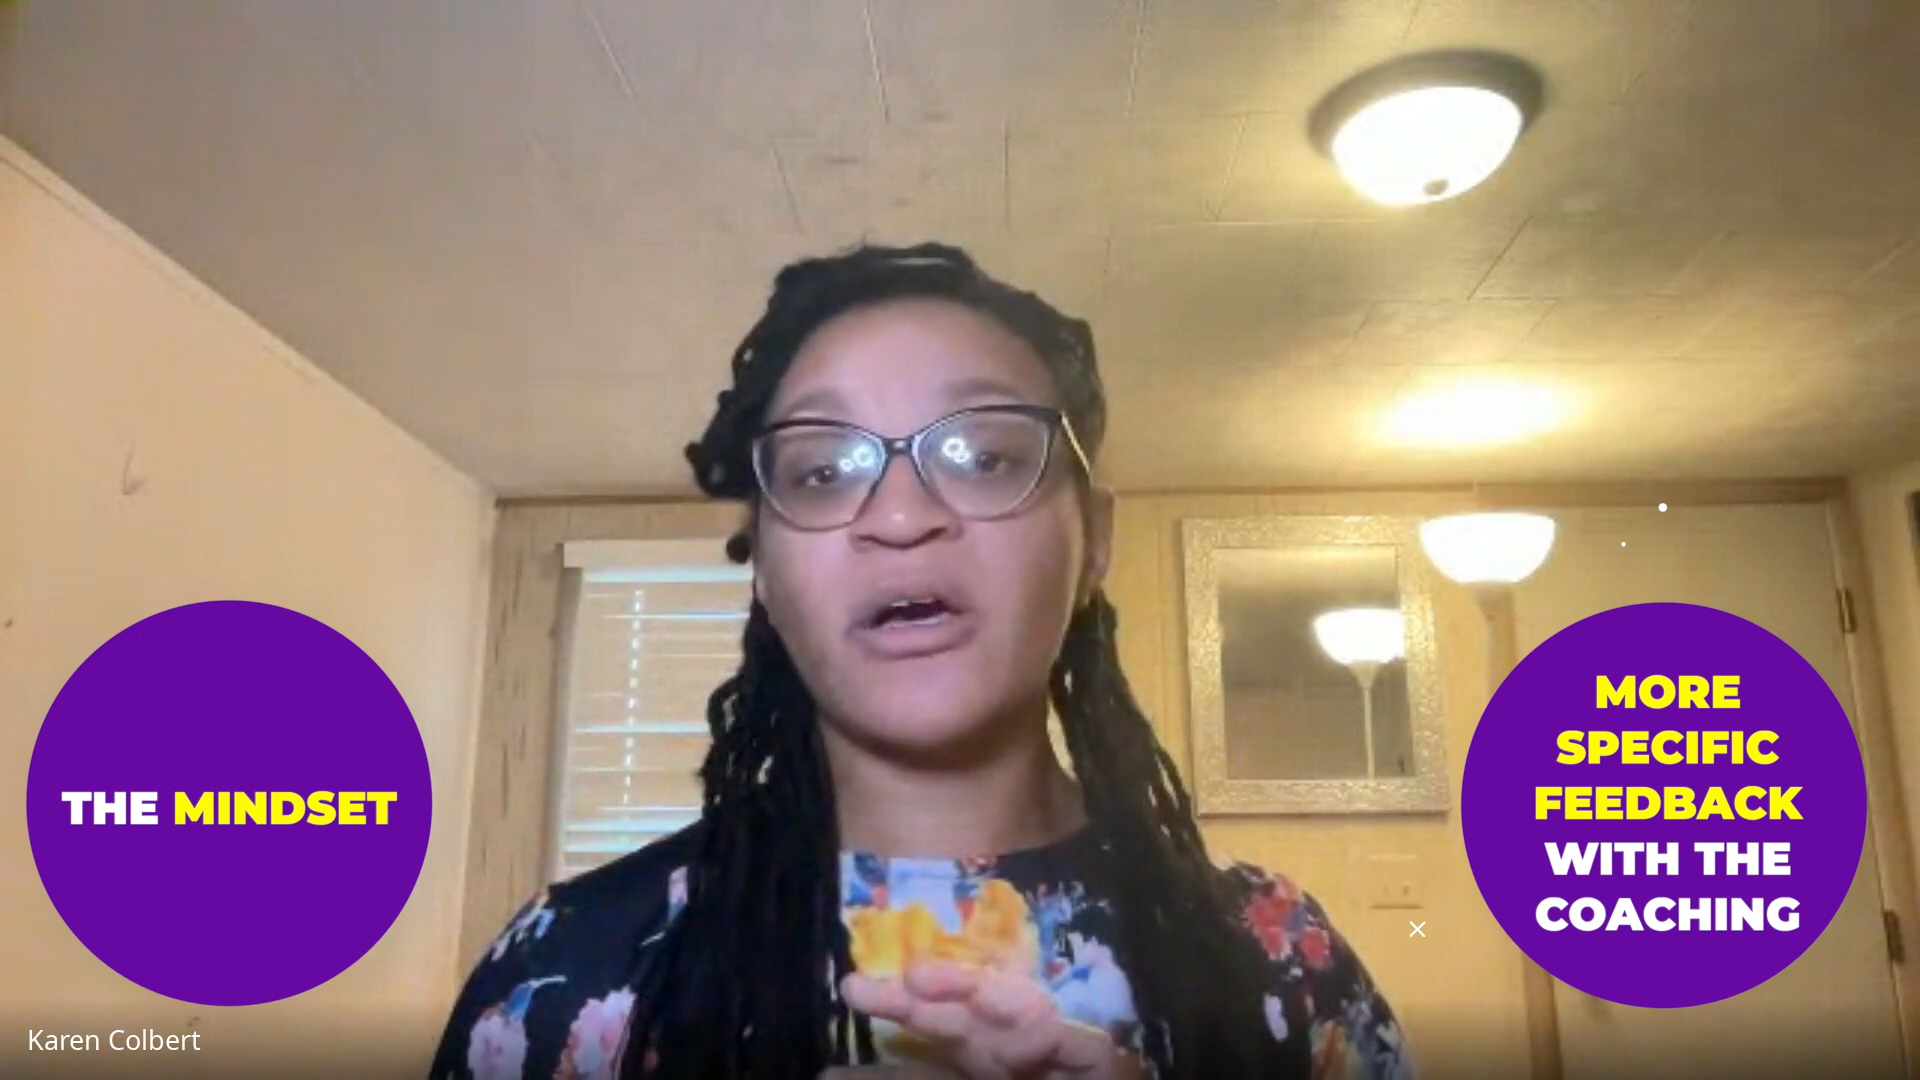 THE MINDSET
MORE
SPECIFIC
FEEDBACK
WITH THE
COACHING
Karen Colbert